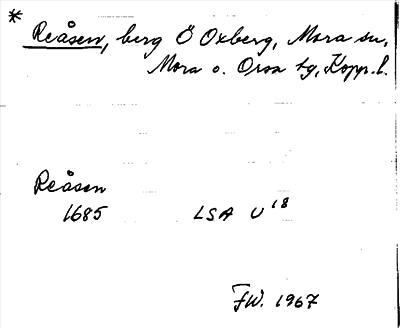 * Reåsen, berg Ö Oxberg, Mora sn,
Mora o. Orsa tg, Kopp. l.
Reåsen
1685 LSA U¹⁸
FW. 1967